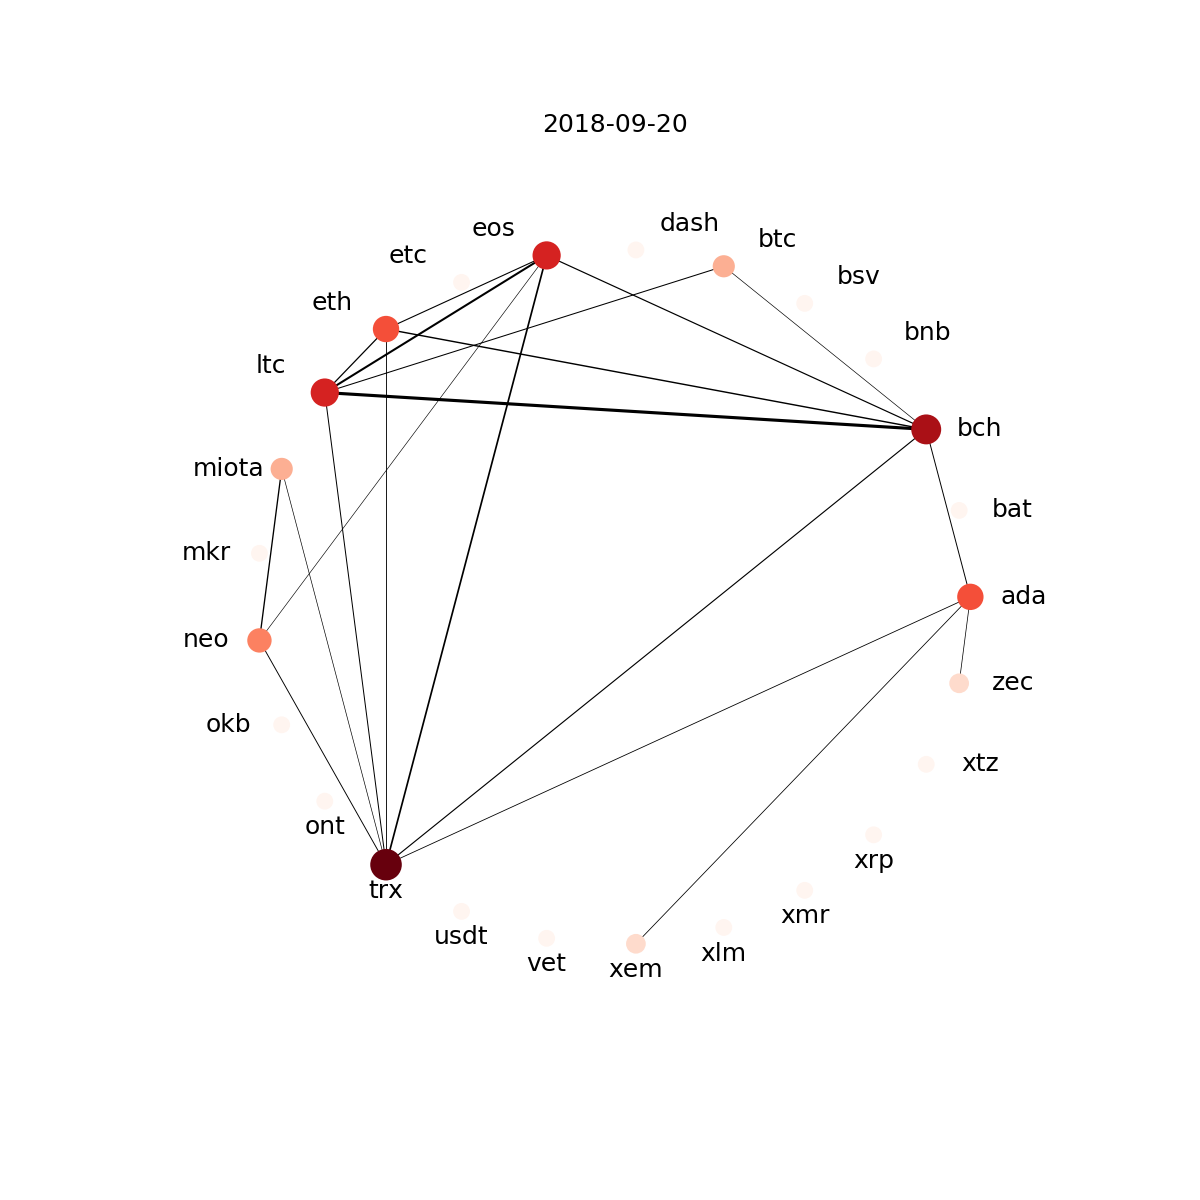 2018-09-20
dash
eos
btc
etc
bsv
eth
bnb
ltc
bch
miota
bat
mkr
ada
neo
zec
okb
xtz
ont
xrp
trx
xmr
usdt
xlm
vet
xem